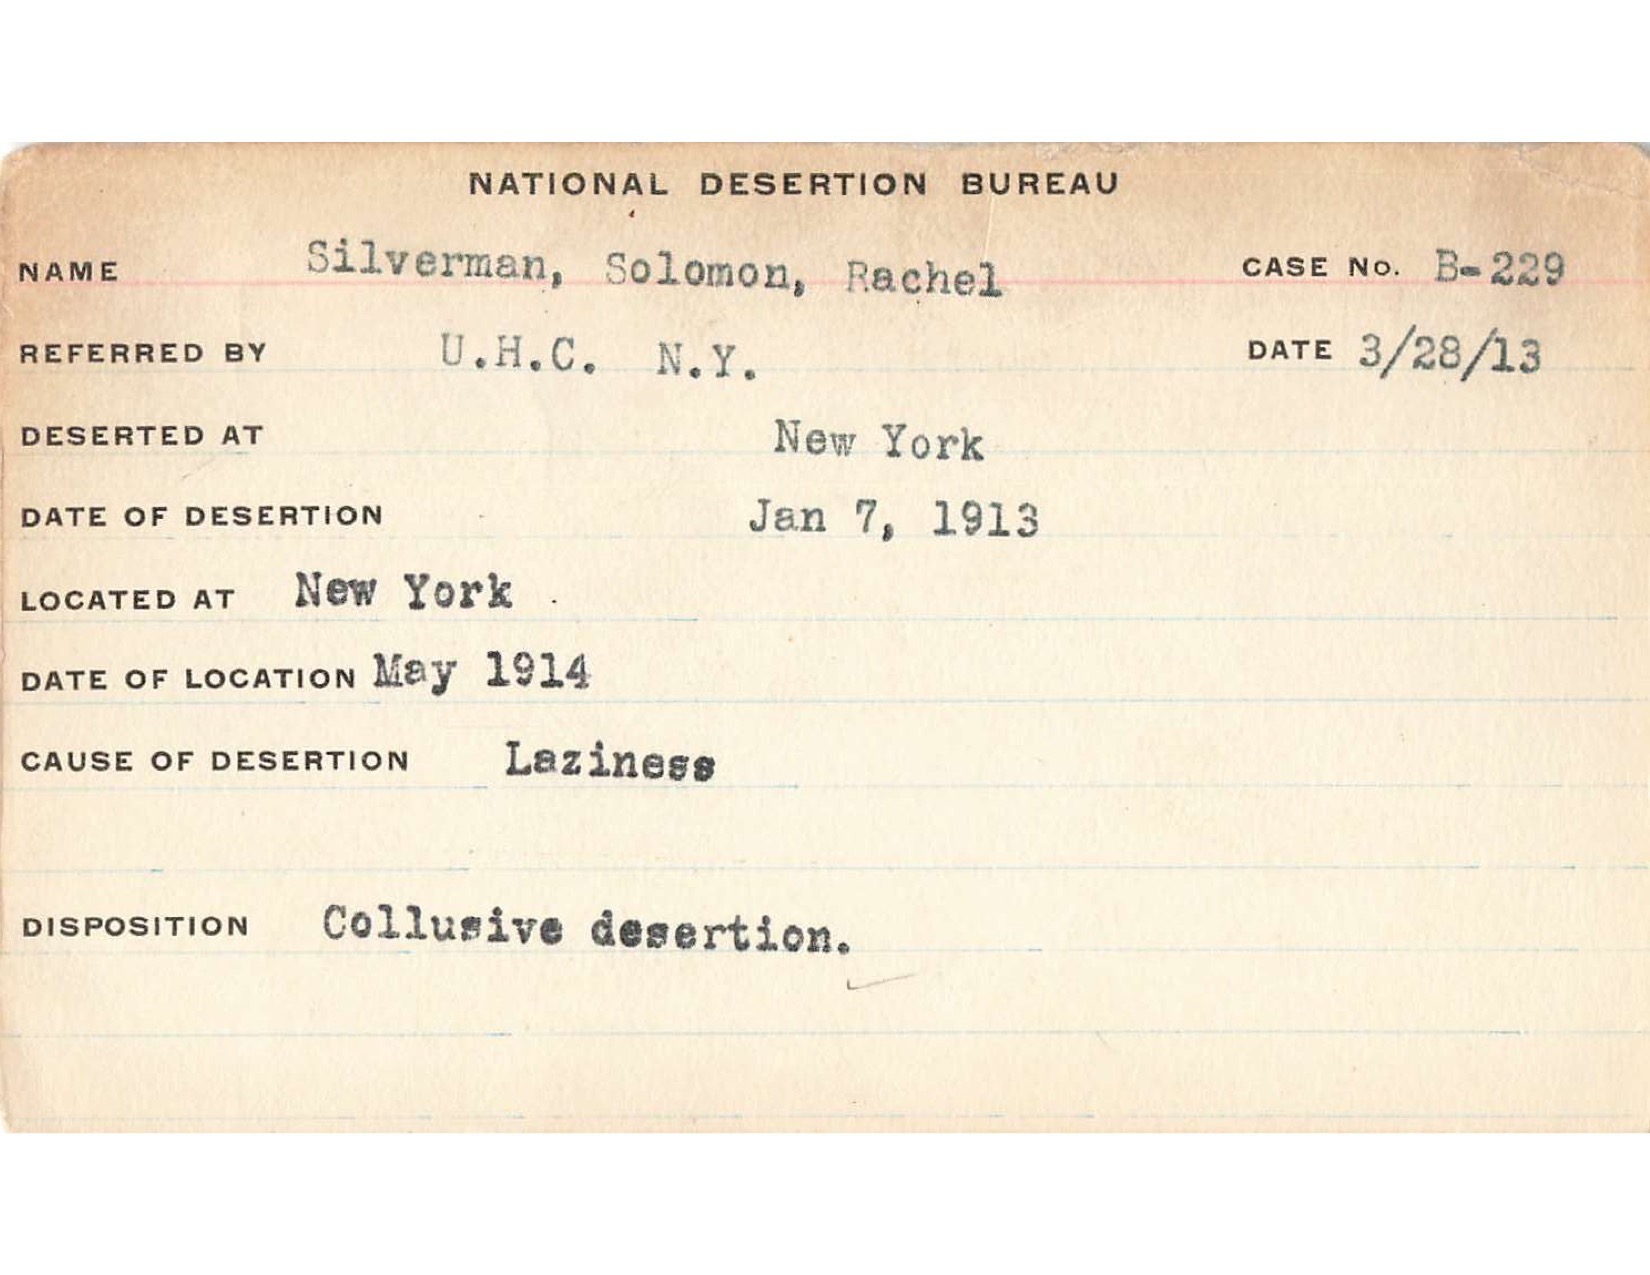 NATIONAL DESERTION BUREAU
NAME Silverman, Solomon, Rachel CASE No. B-229
REFERRED BY U.H.C. N.Y. DATE 3/28/13
DESERTED AT New York
DATE OF DESERTION Jan 7, 1913
LOCATED AT New York
DATE OF LOCATION May 1914
CAUSE OF DESERTION Laziness
DISPOSITION Collusive desertion.